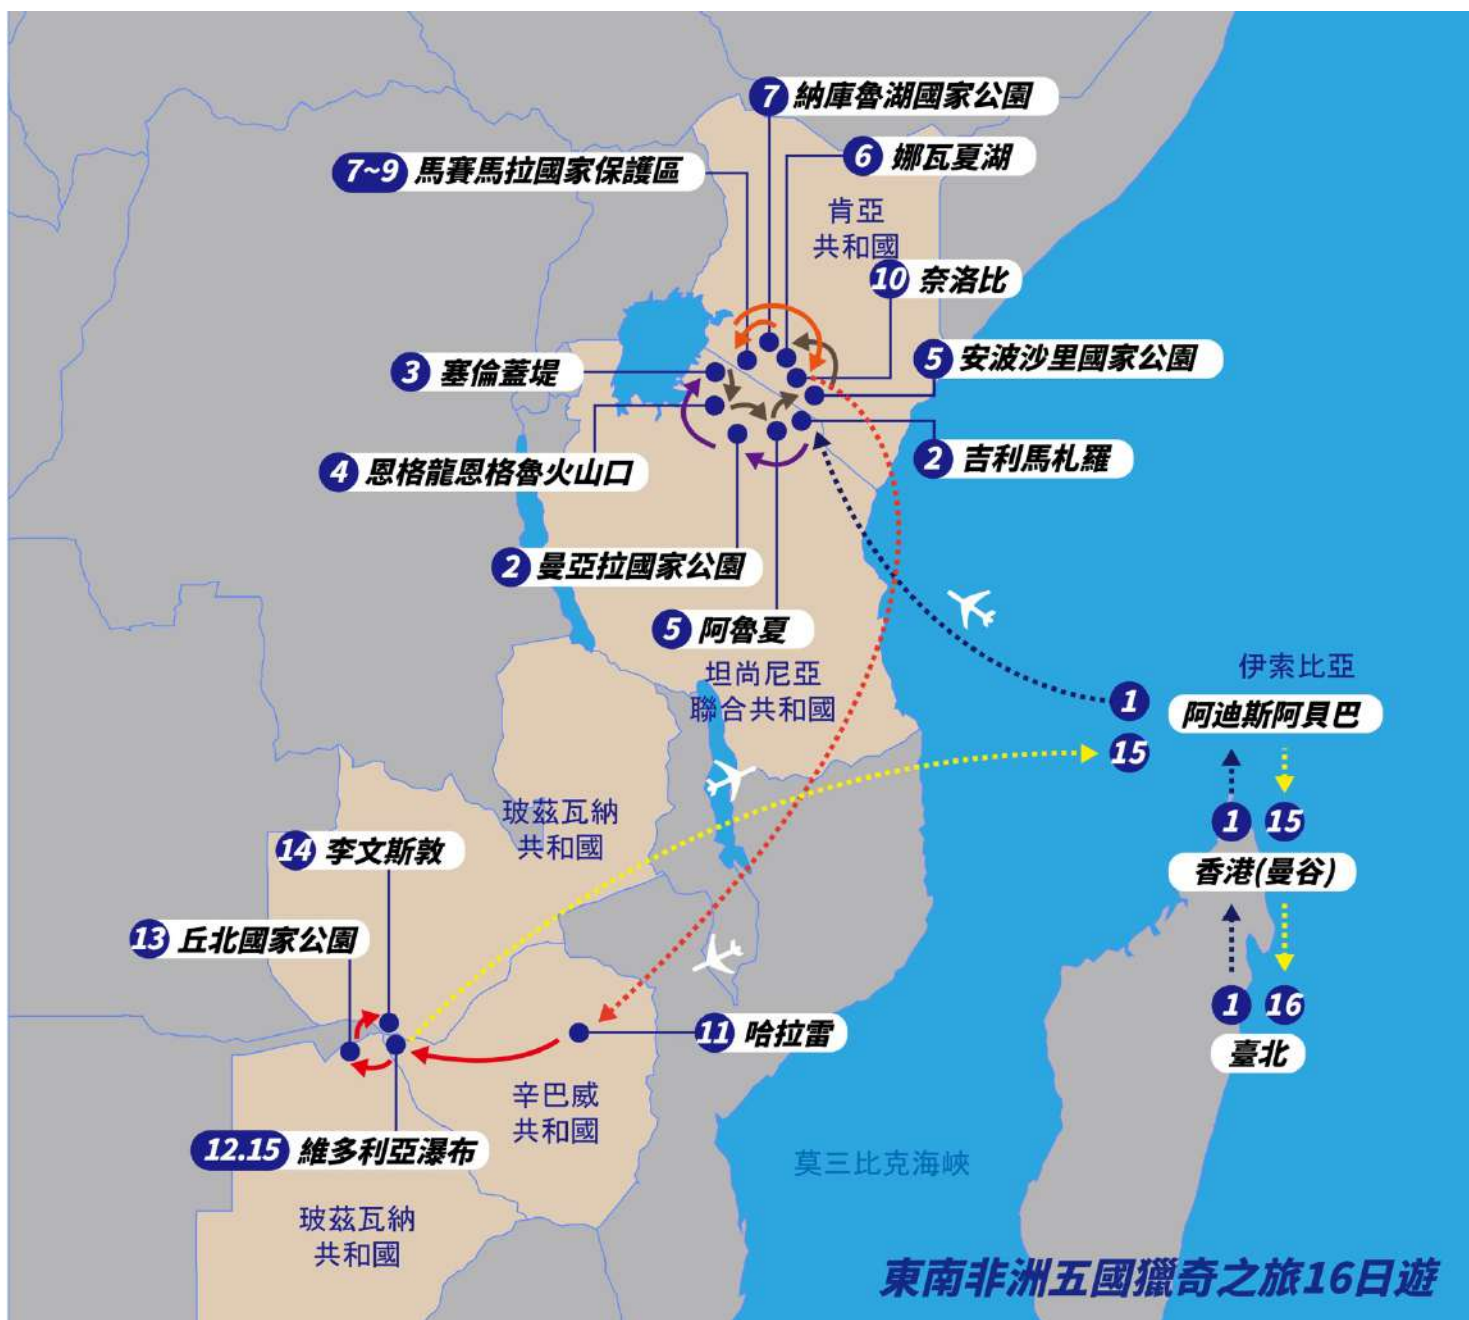 7 納庫魯湖國家公園
7~9 馬賽馬拉國家保護區
6 娜瓦夏湖
肯亞
共和國
10 奈洛比
3 塞倫蓋堤
5 安波沙里國家公園
4 恩格龍恩格魯火山口
2 吉利馬札羅
2 曼亞拉國家公園
5 阿魯夏
坦尚尼亞
聯合共和國
伊索比亞
1
阿迪斯阿貝巴
15
1 15
香港(曼谷)
1 16
臺北
玻茲瓦納
共和國
14 李文斯敦
13 丘北國家公園
11 哈拉雷
辛巴威
共和國
12.15 維多利亞瀑布
莫三比克海峽
玻茲瓦納
共和國
東南非洲五國獵奇之旅16日遊